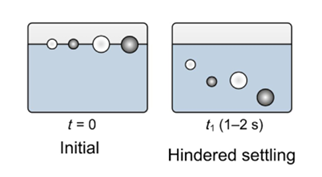 t = 0
Initial
t₁ (1–2 s)
Hindered settling